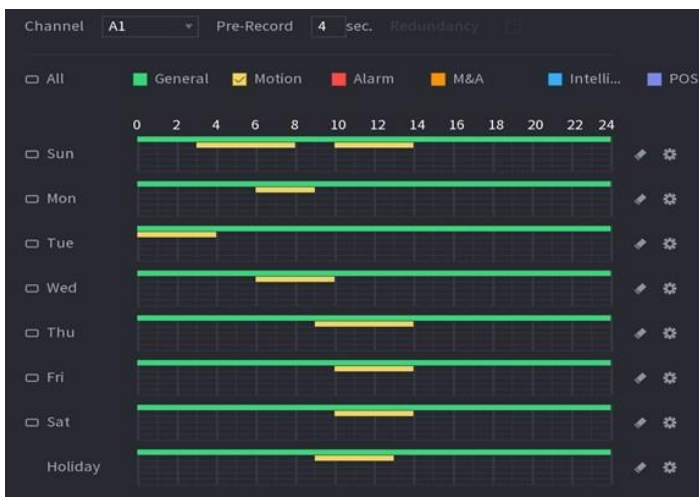 Channel A1 Pre-Record 4 sec. Redundancy
All General Motion Alarm M&A Intelli... POS
0 2 4 6 8 10 12 14 16 18 20 22 24
Sun
Mon
Tue
Wed
Thu
Fri
Sat
Holiday